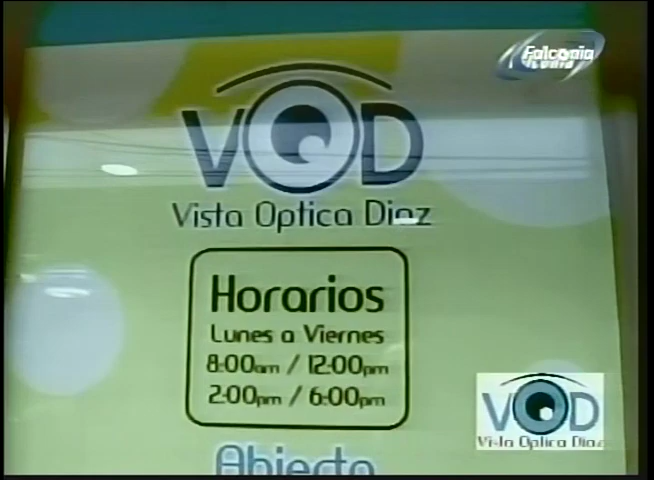 Falconia
VOD
Vista Optica Diaz
Horarios
Lunes a Viernes
8:00am / 12:00pm
2:00pm / 6:00pm
Abierto
VOD
Vista Optica Diaz